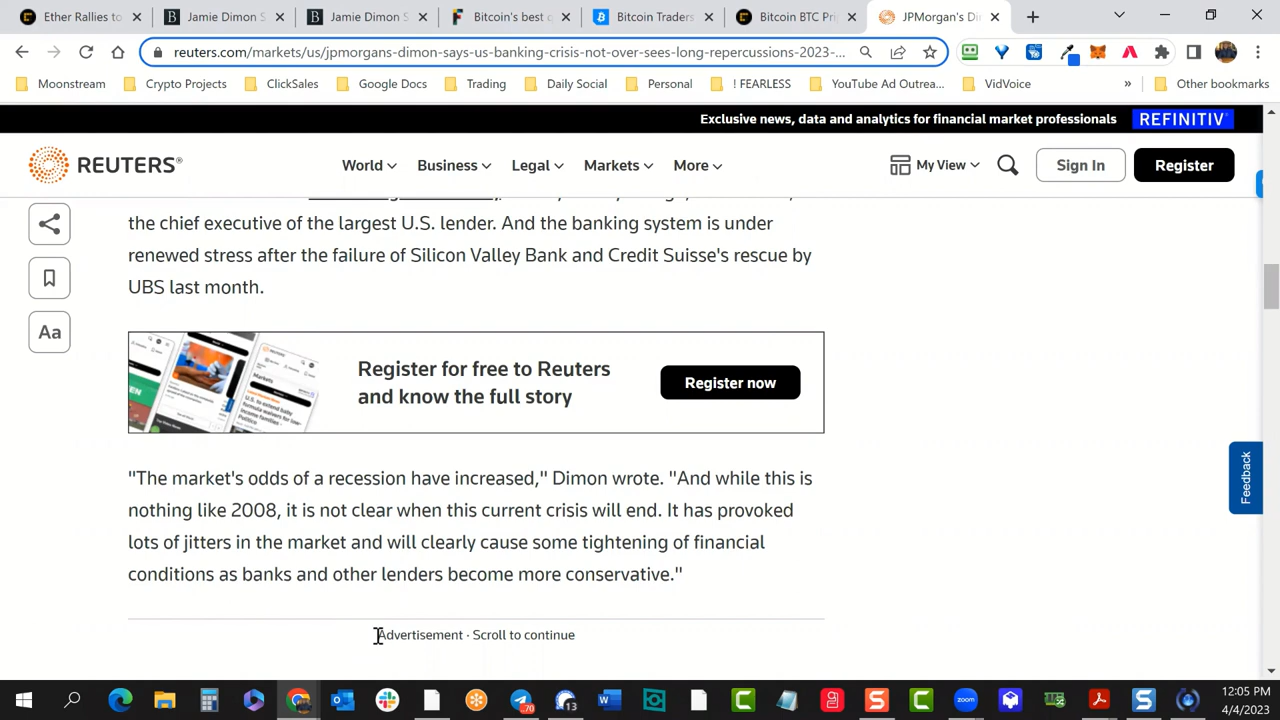 Ether Rallies to
Jamie Dimon S
Jamie Dimon S
Bitcoin's best q
Bitcoin Traders
Bitcoin BTC Pri
JPMorgan's Di
reuters.com/markets/us/jpmorgans-dimon-says-us-banking-crisis-not-over-sees-long-repercussions-2023-...
Moonstream
Crypto Projects
ClickSales
Google Docs
Trading
Daily Social
Personal
! FEARLESS
YouTube Ad Outrea...
VidVoice
»
Other bookmarks
Exclusive news, data and analytics for financial market professionals
REFINITIV
REUTERS®
World
Business
Legal
Markets
More
My View
Sign In
Register
the chief executive of the largest U.S. lender. And the banking system is under
renewed stress after the failure of Silicon Valley Bank and Credit Suisse's rescue by
UBS last month.
Aa
Register for free to Reuters
and know the full story
Register now
"The market's odds of a recession have increased," Dimon wrote. "And while this is
nothing like 2008, it is not clear when this current crisis will end. It has provoked
lots of jitters in the market and will clearly cause some tightening of financial
conditions as banks and other lenders become more conservative."
Feedback
Advertisement · Scroll to continue
70
13
12:05 PM
4/4/2023